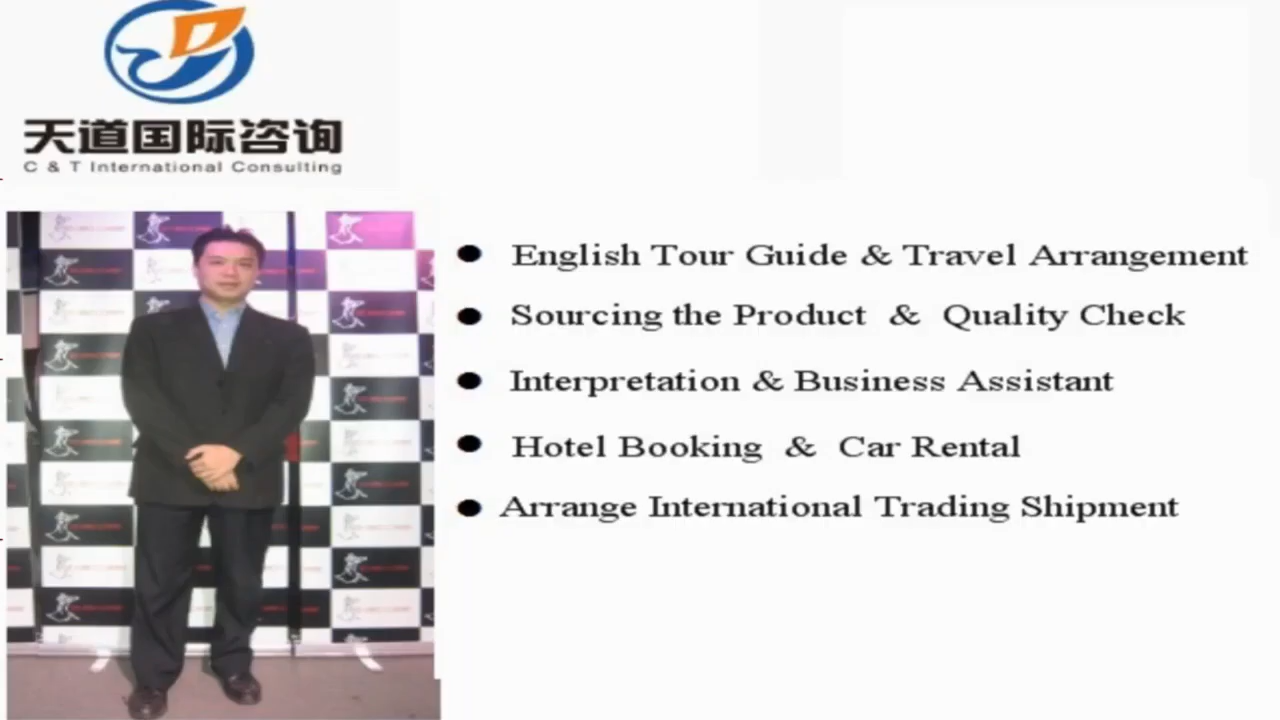 天道国际咨询
C & T International Consulting
English Tour Guide & Travel Arrangement
Sourcing the Product & Quality Check
Interpretation & Business Assistant
Hotel Booking & Car Rental
Arrange International Trading Shipment